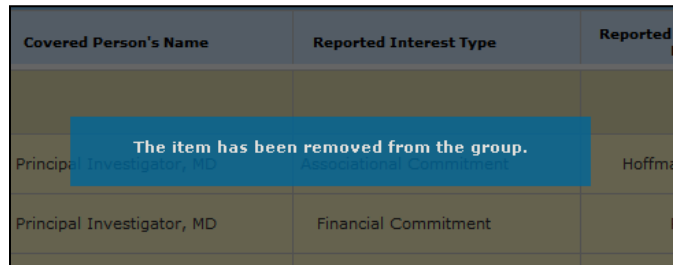 Covered Person's Name
Reported Interest Type
Reported
The item has been removed from the group.
Principal Investigator, MD
Associational Commitment
Hoffma
Principal Investigator, MD
Financial Commitment